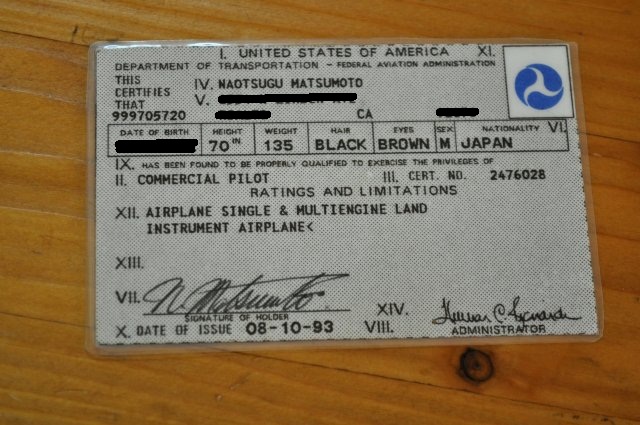 I. UNITED STATES OF AMERICA XI.
DEPARTMENT OF TRANSPORTATION - FEDERAL AVIATION ADMINISTRATION
THIS
CERTIFIES
THAT
IV. NAOTSUGU MATSUMOTO
V.
999705720
CA
DATE OF BIRTH HEIGHT WEIGHT HAIR EYES SEX NATIONALITY VI.
70 IN 135 BLACK BROWN M JAPAN
IX. HAS BEEN FOUND TO BE PROPERLY QUALIFIED TO EXERCISE THE PRIVILEGES OF
II. COMMERCIAL PILOT III. CERT. NO. 2476028
RATINGS AND LIMITATIONS
XII. AIRPLANE SINGLE & MULTIENGINE LAND
INSTRUMENT AIRPLANE<
XIII.
VII. N. Matsumoto
SIGNATURE OF HOLDER
XIV.
ADMINISTRATOR
X. DATE OF ISSUE 08-10-93 VIII.